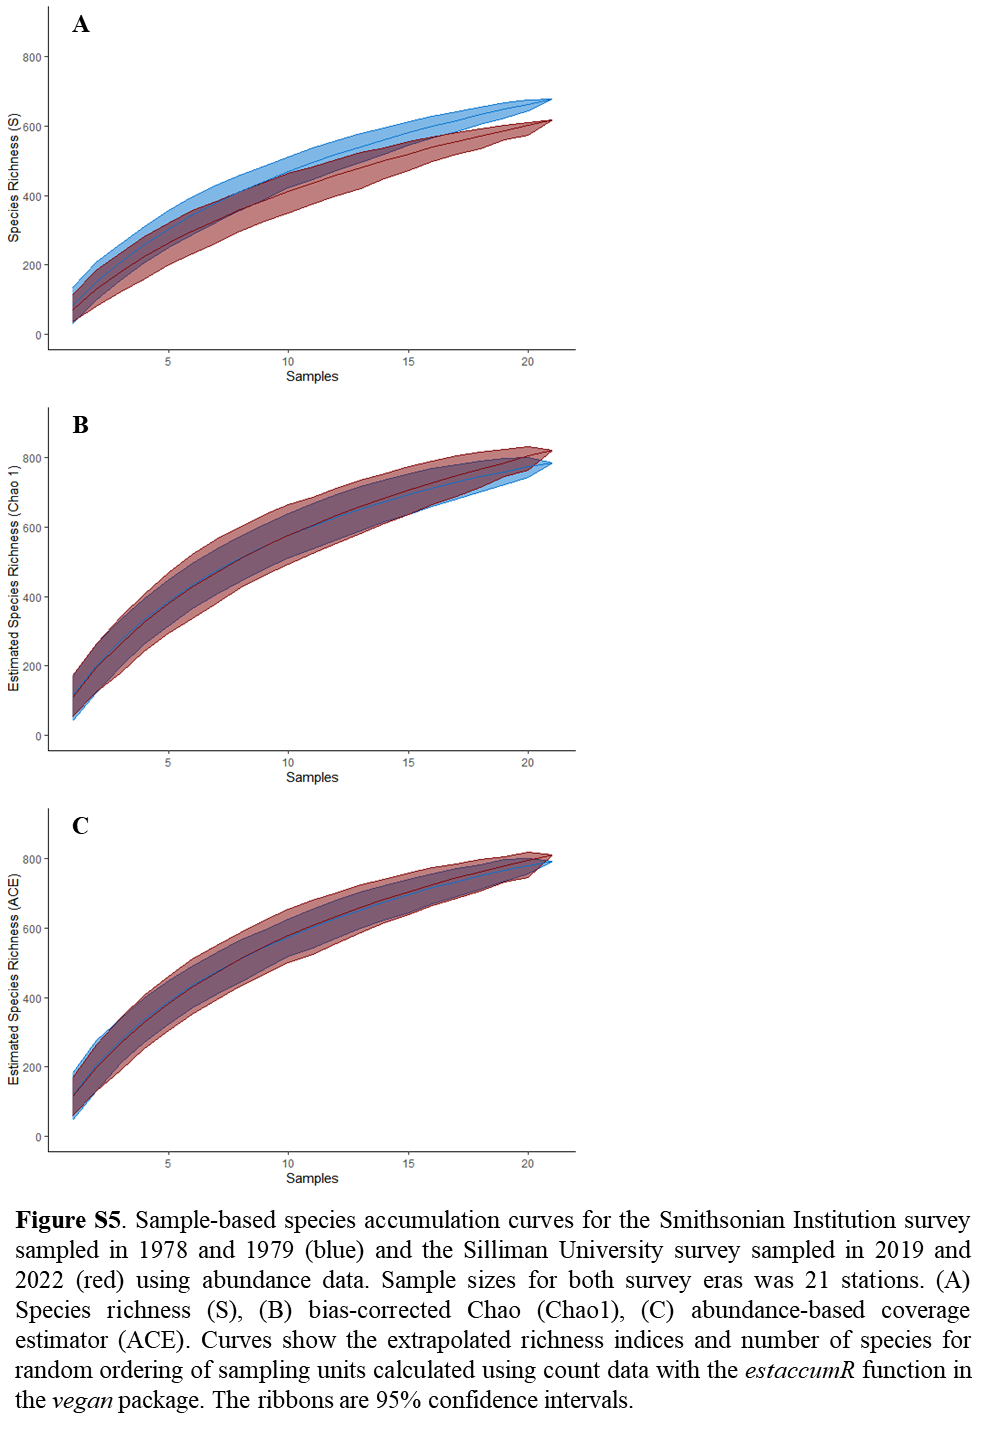 A
800
600
400
200
0
Species Richness (S)
5 10 15 20
Samples
B
800
600
400
200
0
Estimated Species Richness (Chao 1)
5 10 15 20
Samples
C
800
600
400
200
0
Estimated Species Richness (ACE)
5 10 15 20
Samples
Figure S5. Sample-based species accumulation curves for the Smithsonian Institution survey
sampled in 1978 and 1979 (blue) and the Silliman University survey sampled in 2019 and
2022 (red) using abundance data. Sample sizes for both survey eras was 21 stations. (A)
Species richness (S), (B) bias-corrected Chao (Chao1), (C) abundance-based coverage
estimator (ACE). Curves show the extrapolated richness indices and number of species for
random ordering of sampling units calculated using count data with the estaccumR function in
the vegan package. The ribbons are 95% confidence intervals.